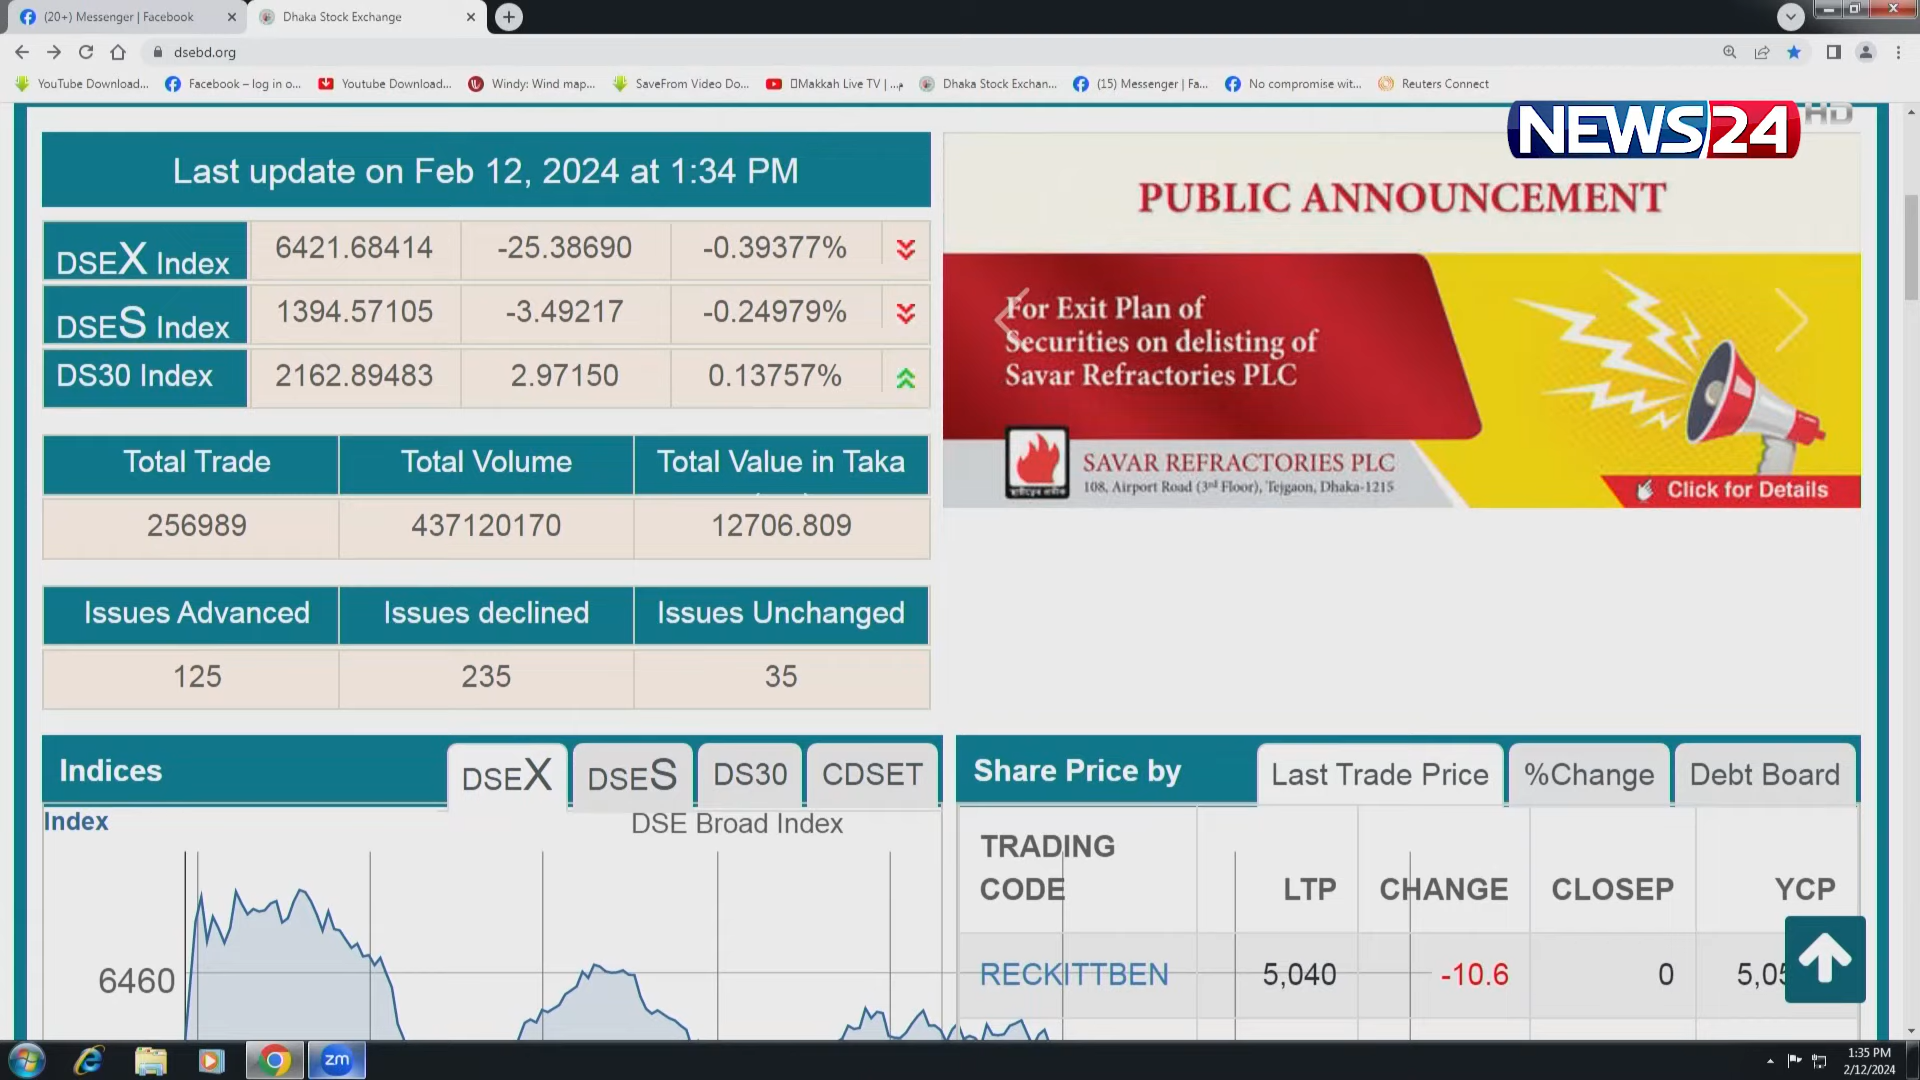 (20+) Messenger | Facebook
Dhaka Stock Exchange
dsebd.org
YouTube Download...
Facebook – log in o...
Youtube Download...
Windy: Wind map...
SaveFrom Video Do...
Makkah Live TV | ...
Dhaka Stock Exchan...
(15) Messenger | Fa...
No compromise wit...
Reuters Connect
NEWS24
HD
Last update on Feb 12, 2024 at 1:34 PM
DSEX Index 6421.68414 -25.38690 -0.39377%
DSES Index 1394.57105 -3.49217 -0.24979%
DS30 Index 2162.89483 2.97150 0.13757%
PUBLIC ANNOUNCEMENT
For Exit Plan of
Securities on delisting of
Savar Refractories PLC
SAVAR REFRACTORIES PLC
108, Airport Road (3rd Floor), Tejgaon, Dhaka-1215
Click for Details
Total Trade Total Volume Total Value in Taka
256989 437120170 12706.809
Issues Advanced Issues declined Issues Unchanged
125 235 35
Indices DSEX DSES DS30 CDSET
Index
DSE Broad Index
6460
Share Price by Last Trade Price %Change Debt Board
TRADING
CODE LTP CHANGE CLOSEP YCP
RECKITTBEN 5,040 -10.6 0 5,05
zm
1:35 PM
2/12/2024